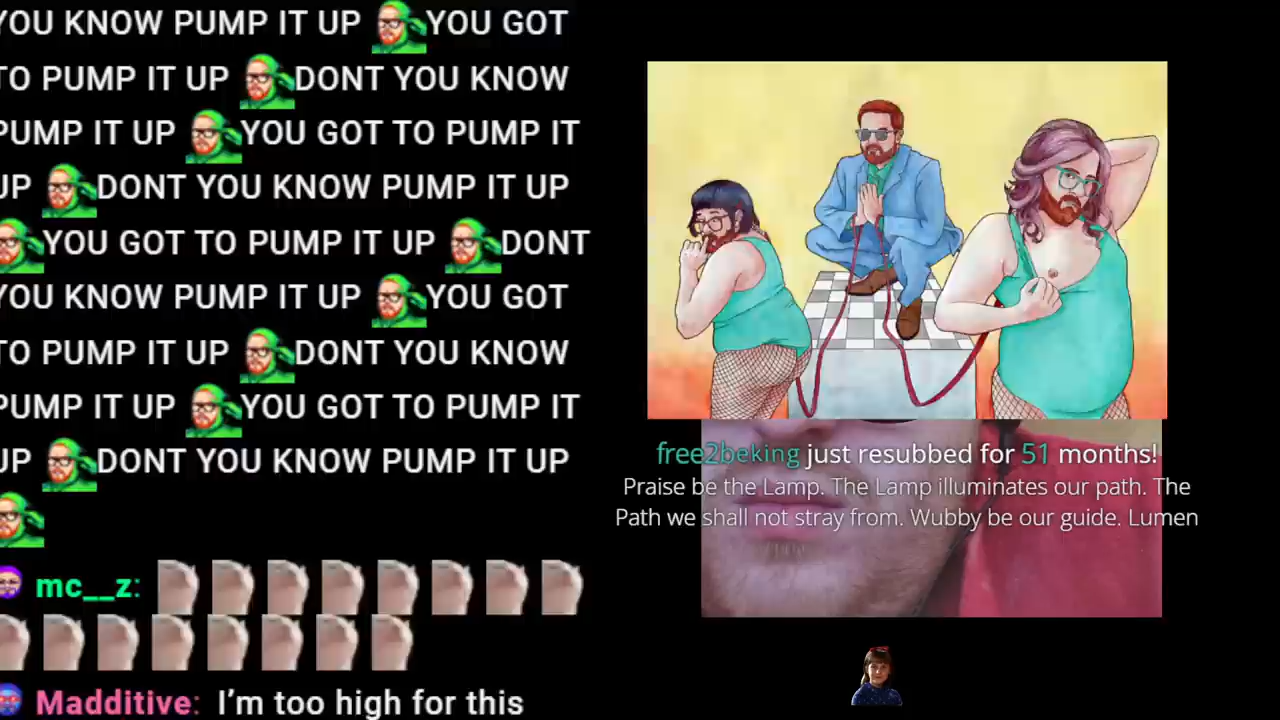 YOU KNOW PUMP IT UP YOU GOT
TO PUMP IT UP DONT YOU KNOW
PUMP IT UP YOU GOT TO PUMP IT
UP DONT YOU KNOW PUMP IT UP
YOU GOT TO PUMP IT UP DONT
YOU KNOW PUMP IT UP YOU GOT
TO PUMP IT UP DONT YOU KNOW
PUMP IT UP YOU GOT TO PUMP IT
UP DONT YOU KNOW PUMP IT UP
mc__z:
Madditive: I'm too high for this
free2beking just resubbed for 51 months!
Praise be the Lamp. The Lamp illuminates our path. The
Path we shall not stray from. Wubby be our guide. Lumen